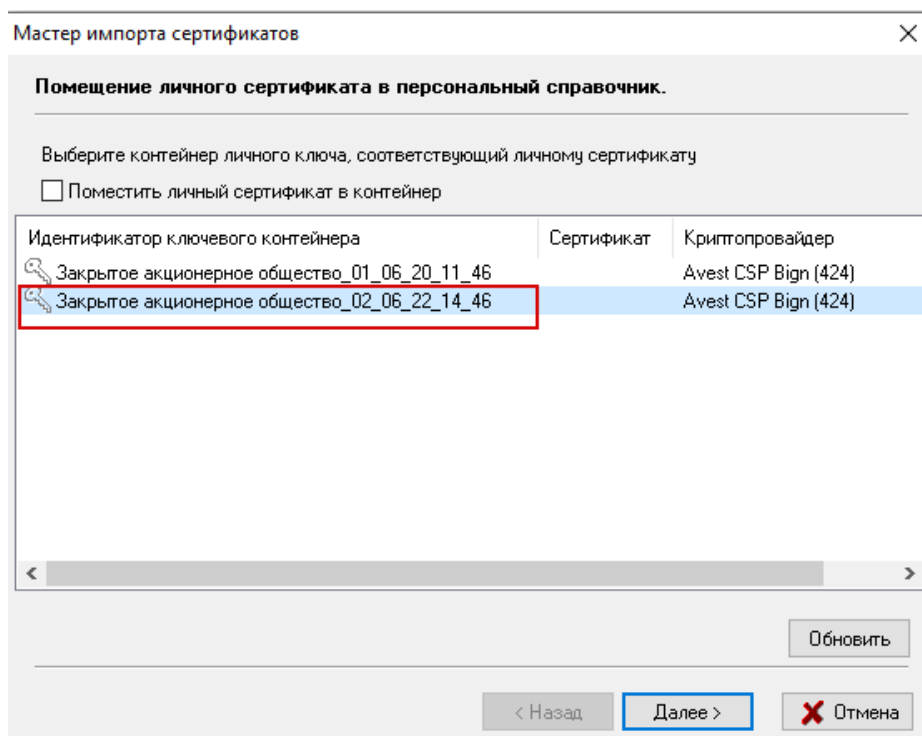 Мастер импорта сертификатов
Помещение личного сертификата в персональный справочник.
Выберите контейнер личного ключа, соответствующий личному сертификату
Поместить личный сертификат в контейнер
Идентификатор ключевого контейнера Сертификат Криптопровайдер
Закрытое акционерное общество_01_06_20_11_46 Avest CSP Bign (424)
Закрытое акционерное общество_02_06_22_14_46 Avest CSP Bign (424)
Обновить
< Назад Далее > Отмена